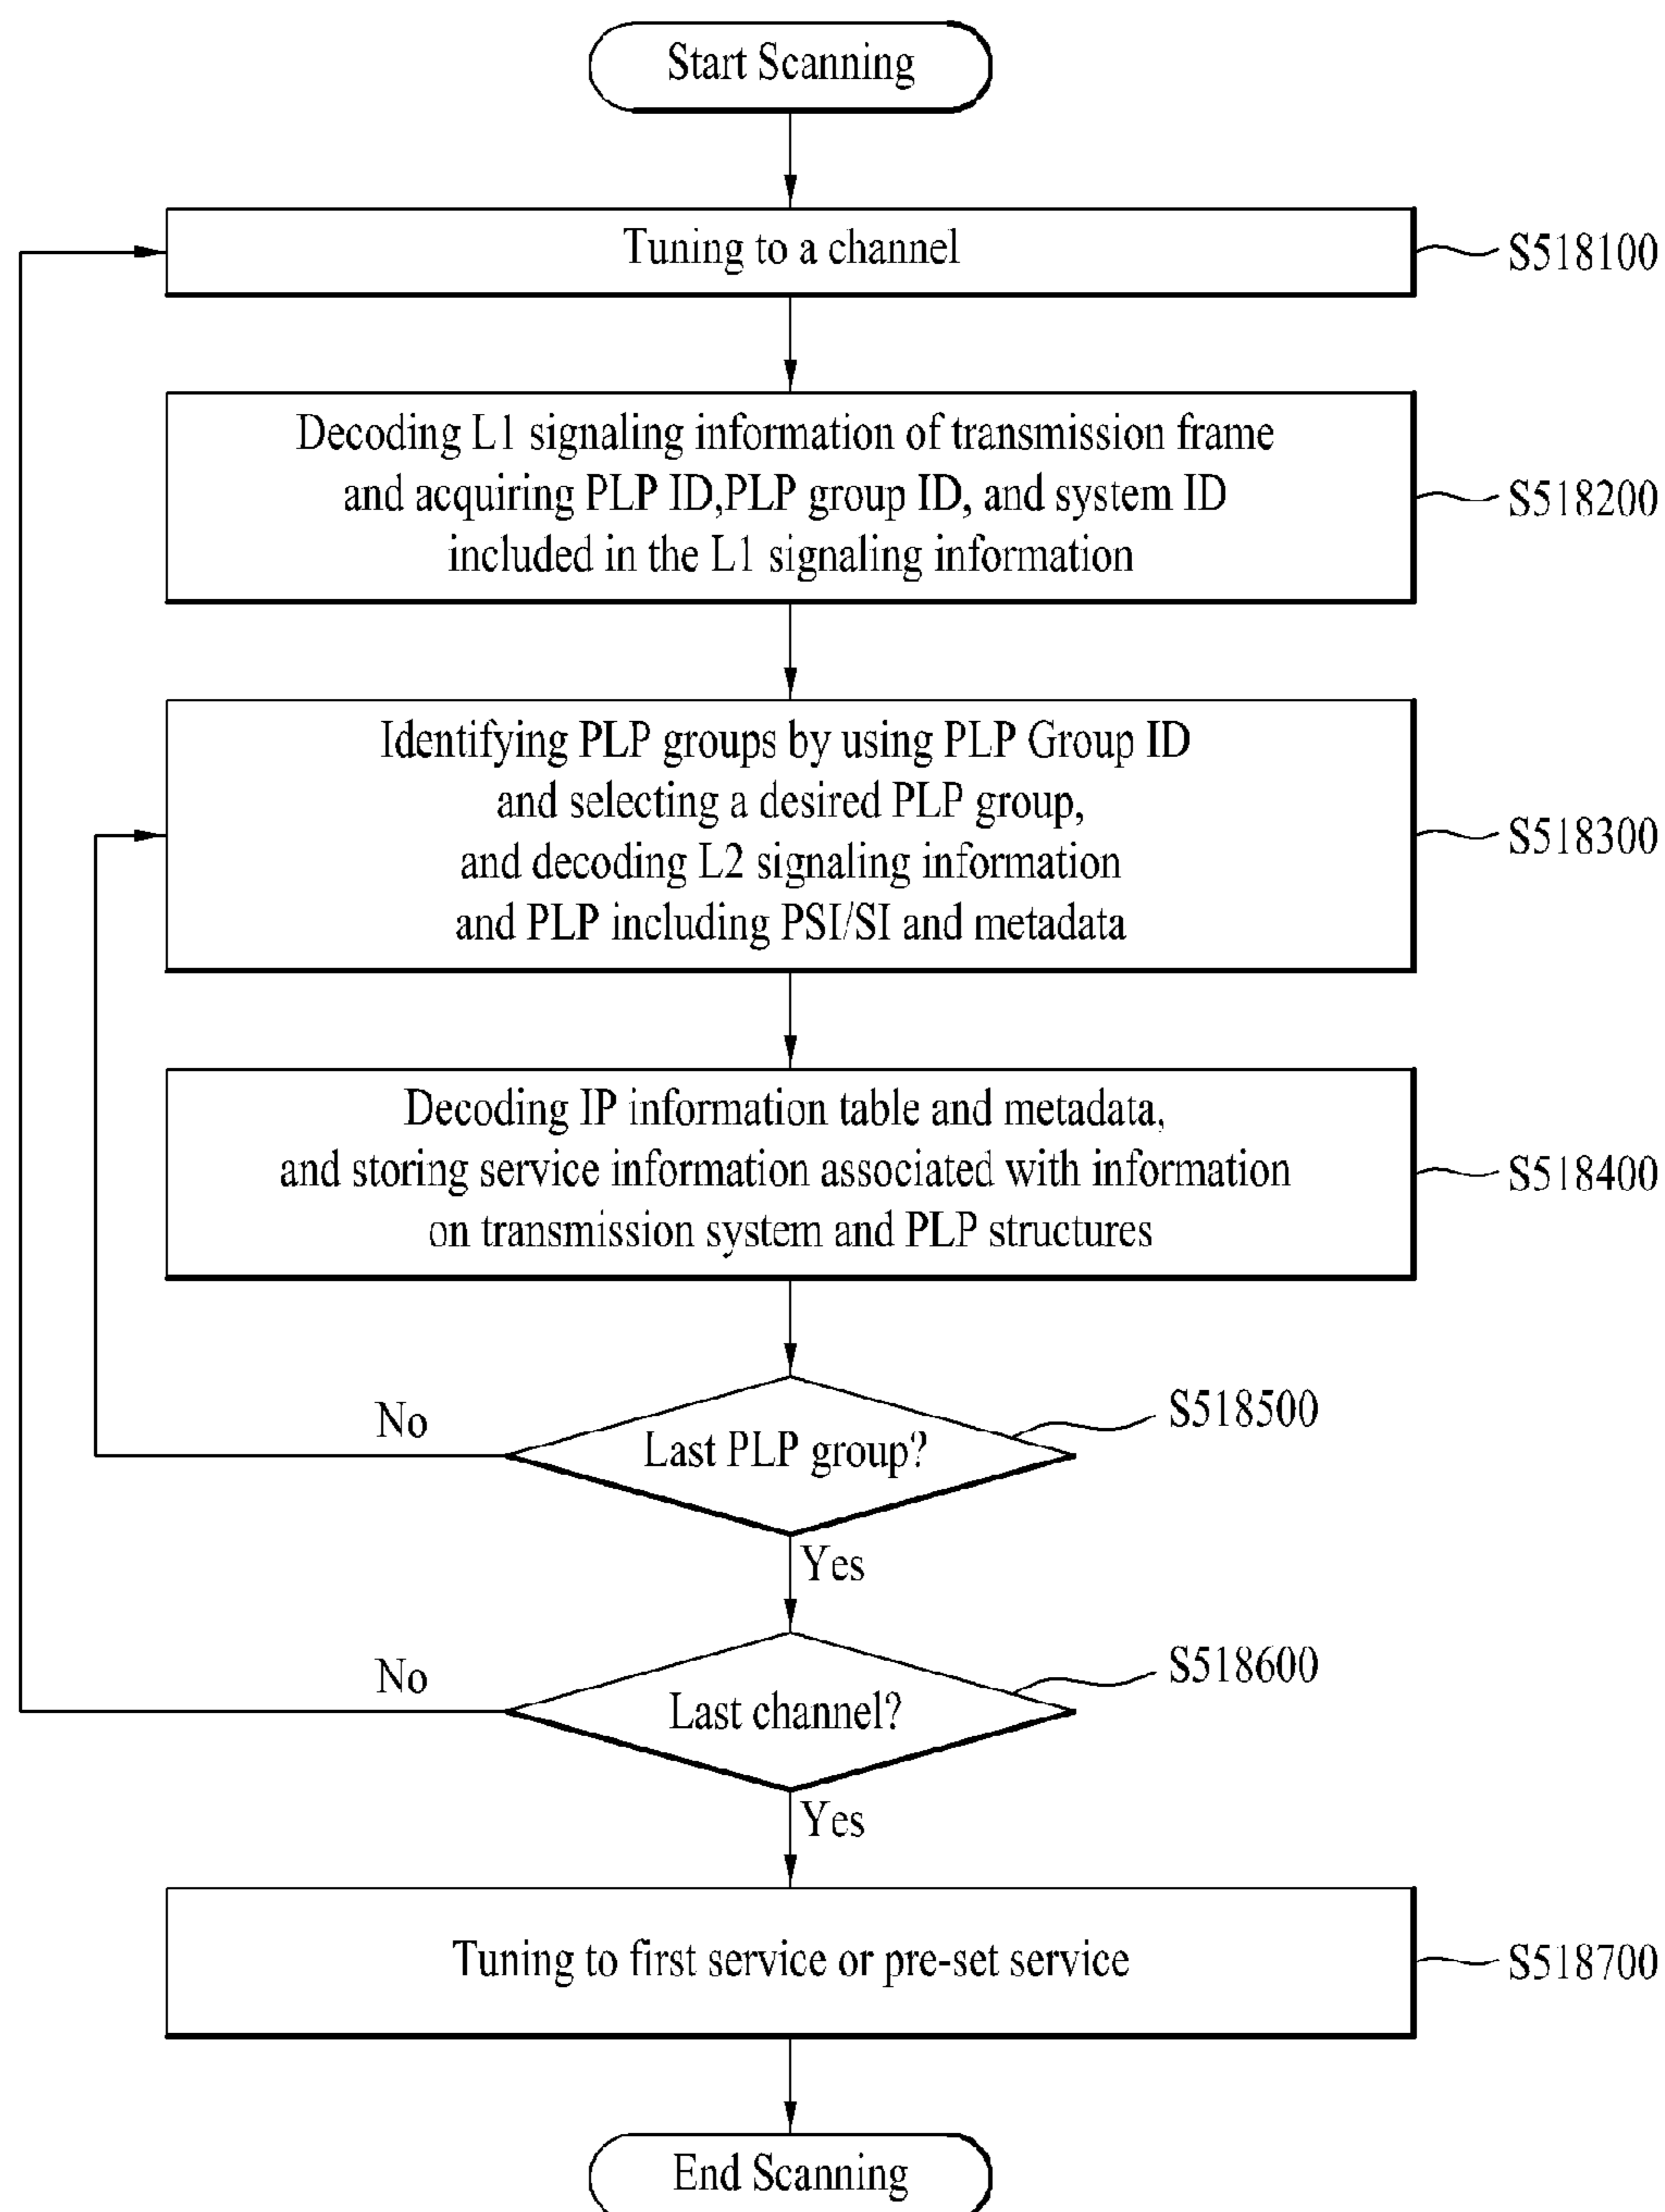 Start Scanning
Tuning to a channel
S518100
Decoding L1 signaling information of transmission frame
and acquiring PLP ID,PLP group ID, and system ID
included in the L1 signaling information
S518200
Identifying PLP groups by using PLP Group ID
and selecting a desired PLP group,
and decoding L2 signaling information
and PLP including PSI/SI and metadata
S518300
Decoding IP information table and metadata,
and storing service information associated with information
on transmission system and PLP structures
S518400
No
Last PLP group?
S518500
Yes
No
Last channel?
S518600
Yes
Tuning to first service or pre-set service
S518700
End Scanning